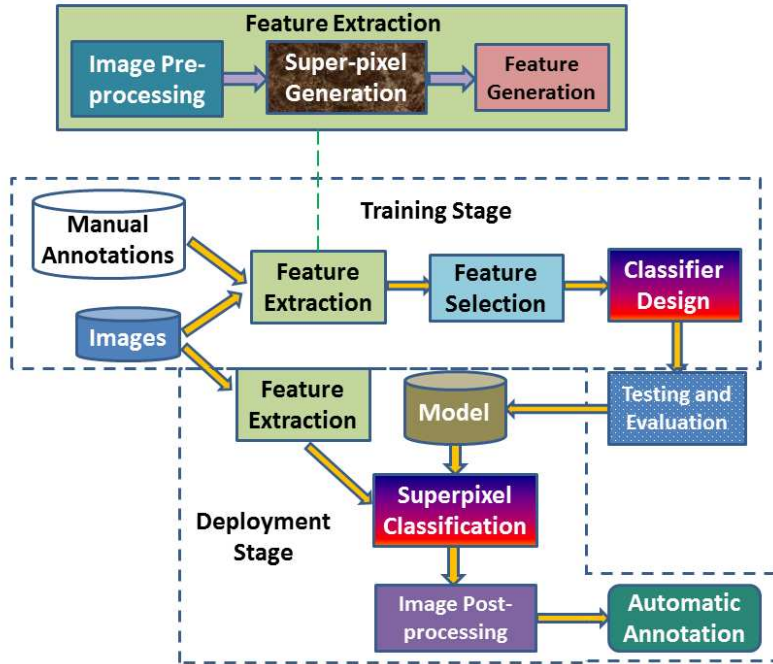 Feature Extraction
Image Pre-
processing
Super-pixel
Generation
Feature
Generation
Training Stage
Manual
Annotations
Images
Feature
Extraction
Feature
Selection
Classifier
Design
Feature
Extraction
Model
Testing and
Evaluation
Deployment
Stage
Superpixel
Classification
Image Post-
processing
Automatic
Annotation